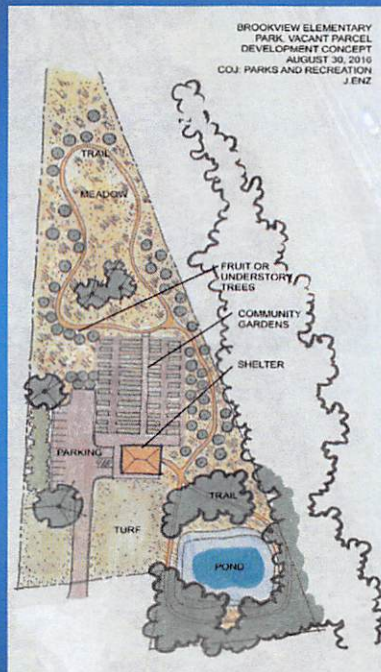 BROOKVIEW ELEMENTARY
PARK, VACANT PARCEL
DEVELOPMENT CONCEPT
AUGUST 30, 2010
COJ: PARKS AND RECREATION
J.ENZ
TRAIL
MEADOW
FRUIT OR
UNDERSTORY
TREES
COMMUNITY
GARDENS
SHELTER
PARKING
TRAIL
TURF
POND